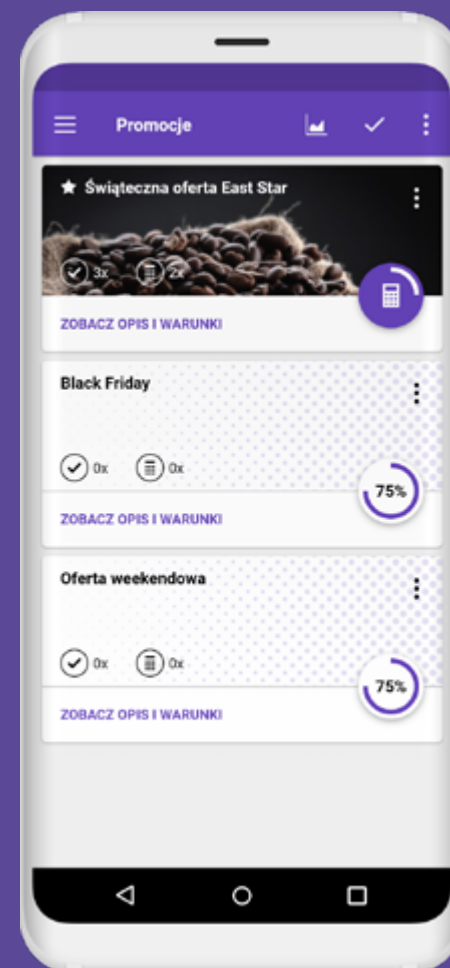 Promocje
Świąteczna oferta East Star
3x 2x
ZOBACZ OPIS I WARUNKI
Black Friday
0x 0x
75%
ZOBACZ OPIS I WARUNKI
Oferta weekendowa
0x 0x
75%
ZOBACZ OPIS I WARUNKI